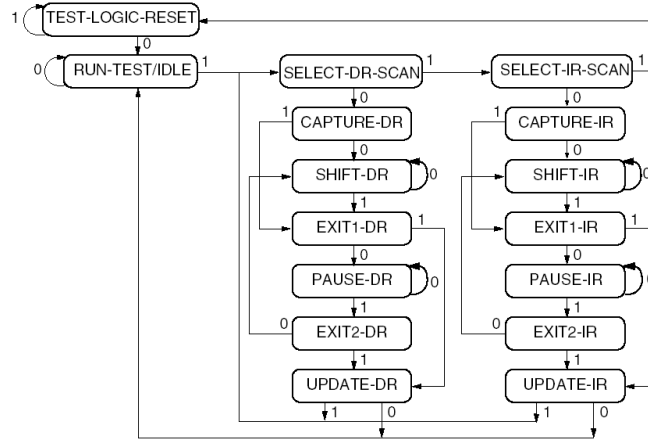 1 TEST-LOGIC-RESET
0
0 RUN-TEST/IDLE 1 SELECT-DR-SCAN 1 SELECT-IR-SCAN 1
0 0
1 CAPTURE-DR 1 CAPTURE-IR
0 0
SHIFT-DR 0 SHIFT-IR 0
1 1
EXIT1-DR 1 EXIT1-IR 1
0 0
PAUSE-DR 0 PAUSE-IR 0
1 1
0 EXIT2-DR 0 EXIT2-IR
1 1
UPDATE-DR UPDATE-IR
1 0 1 0